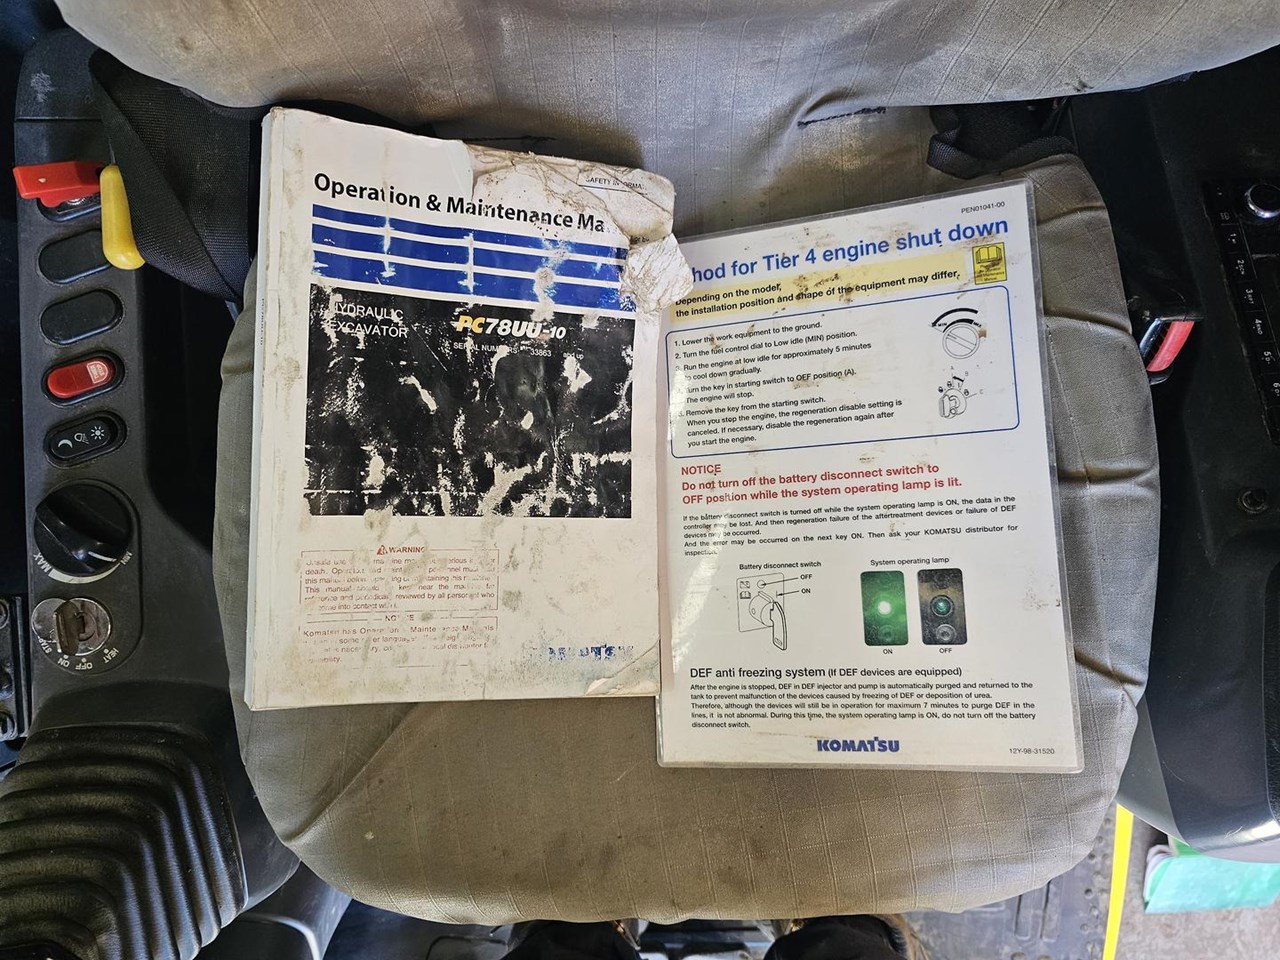 Operation & Maintenance Ma
SAFETY INFORMA
HYDRAULIC
EXCAVATOR
PC78UU-10
SERIAL NUMBERS 33863 and up
WARNING
NOTICE
PEN01041-00
hod for Tier 4 engine shut down
Depending on the model,
the installation position and shape of the equipment may differ.
1. Lower the work equipment to the ground.
2. Turn the fuel control dial to Low idle (MIN) position.
3. Run the engine at low idle for approximately 5 minutes
to cool down gradually.
Turn the key in starting switch to OFF position (A).
The engine will stop.
Remove the key from the starting switch.
When you stop the engine, the regeneration disable setting is
canceled. If necessary, disable the regeneration again after
you start the engine.
NOTICE
Do not turn off the battery disconnect switch to
OFF position while the system operating lamp is lit.
If the battery disconnect switch is turned off while the system operating lamp is ON, the data in the
controller may be lost. And then regeneration failure of the aftertreatment devices or failure of DEF
devices may be occurred.
And the error may be occurred on the next key ON. Then ask your KOMATSU distributor for
inspection.
Battery disconnect switch
OFF
ON
System operating lamp
ON
OFF
DEF anti freezing system (If DEF devices are equipped)
After the engine is stopped, DEF in DEF injector and pump is automatically purged and returned to the
tank to prevent malfunction of the devices caused by freezing of DEF or deposition of urea.
Therefore, although the devices will still be in operation for maximum 7 minutes to purge DEF in the
lines, it is not abnormal. During this time, the system operating lamp is ON, do not turn off the battery
disconnect switch.
KOMATSU
12Y-98-31520
MAX
MIN
START
ON
OFF
HEAT